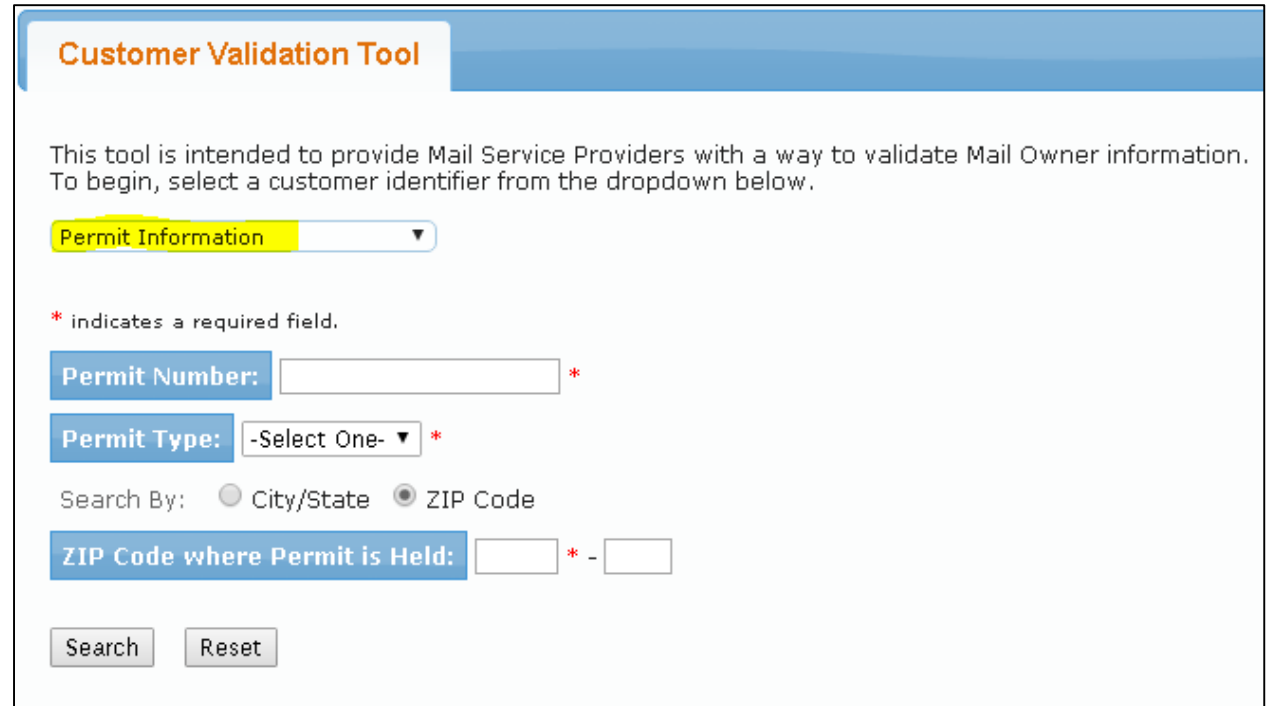 Customer Validation Tool
This tool is intended to provide Mail Service Providers with a way to validate Mail Owner information.
To begin, select a customer identifier from the dropdown below.
Permit Information
* indicates a required field.
Permit Number: *
Permit Type: -Select One- *
Search By: City/State ZIP Code
ZIP Code where Permit is Held: * -
Search Reset